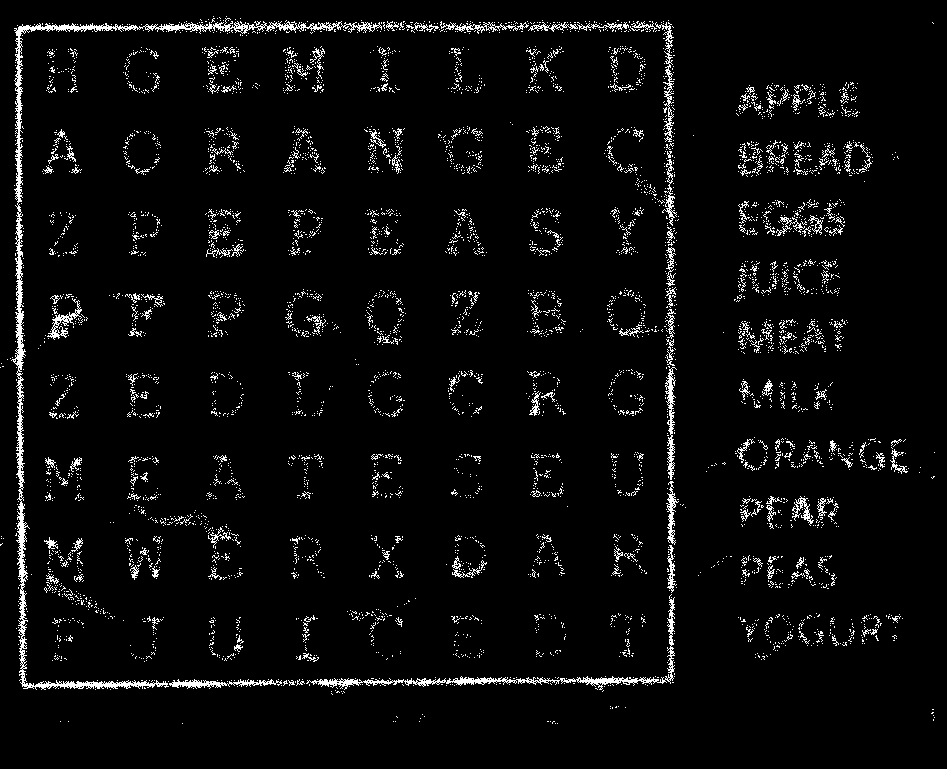 H G E M I L K D
A O R A N G E C
Z P E P E A S Y
P F P G Q Z B O
Z E D L G C R G
M E A T E S E U
M W E R X D A R
F J U I C E D T
APPLE
BREAD
EGGS
JUICE
MEAT
MILK
ORANGE
PEAR
PEAS
YOGURT